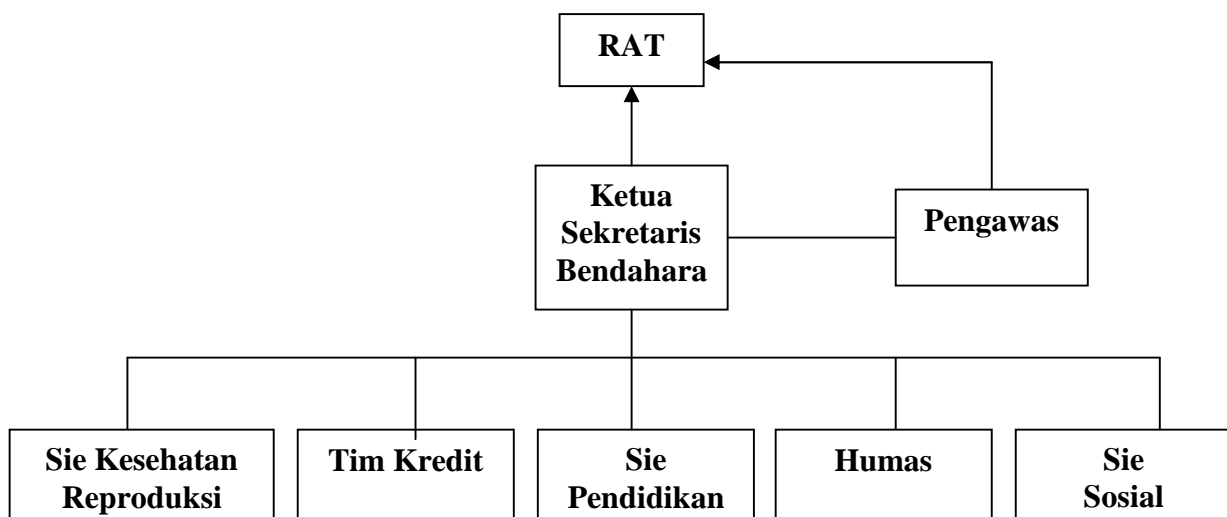 RAT
Ketua
Sekretaris
Bendahara
Pengawas
Sie Kesehatan
Reproduksi
Tim Kredit
Sie
Pendidikan
Humas
Sie
Sosial